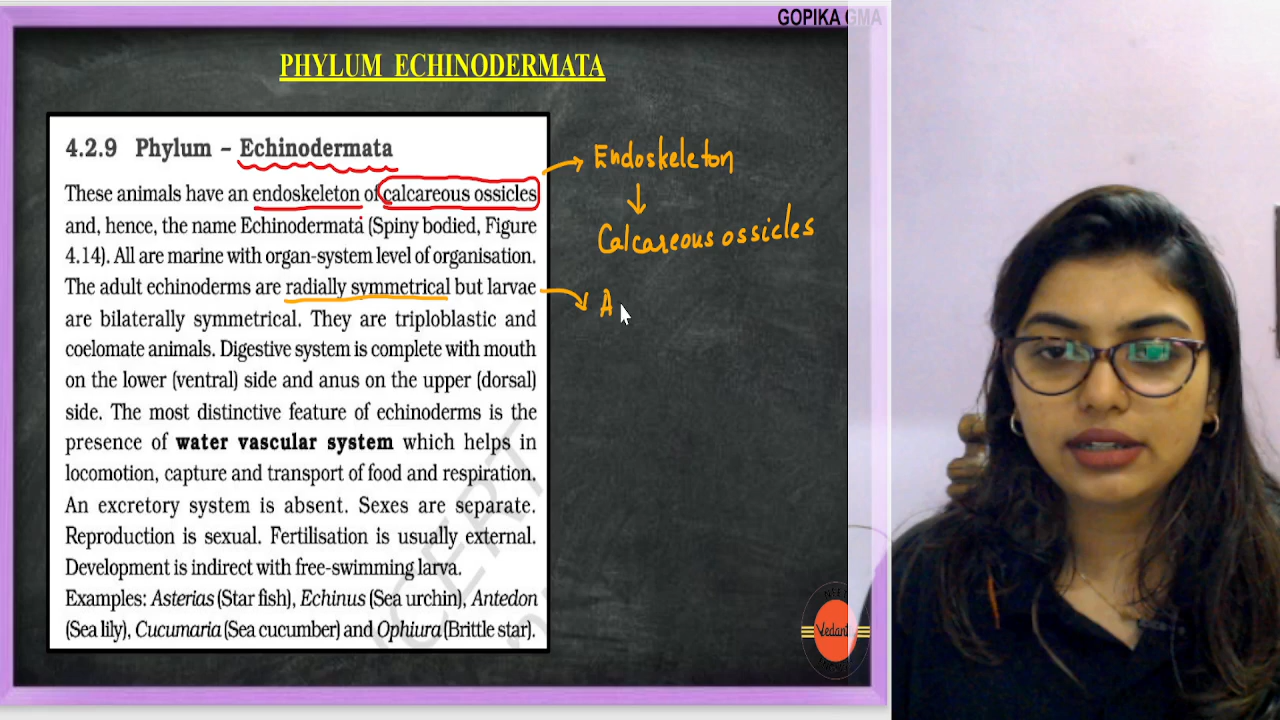 GOPIKA GMA
PHYLUM ECHINODERMATA
4.2.9 Phylum – Echinodermata
These animals have an endoskeleton of calcareous ossicles
and, hence, the name Echinodermata (Spiny bodied, Figure
4.14). All are marine with organ-system level of organisation.
The adult echinoderms are radially symmetrical but larvae
are bilaterally symmetrical. They are triploblastic and
coelomate animals. Digestive system is complete with mouth
on the lower (ventral) side and anus on the upper (dorsal)
side. The most distinctive feature of echinoderms is the
presence of water vascular system which helps in
locomotion, capture and transport of food and respiration.
An excretory system is absent. Sexes are separate.
Reproduction is sexual. Fertilisation is usually external.
Development is indirect with free-swimming larva.
Examples: Asterias (Star fish), Echinus (Sea urchin), Antedon
(Sea lily), Cucumaria (Sea cucumber) and Ophiura (Brittle star).
Endoskeleton
Calcareous ossicles
A